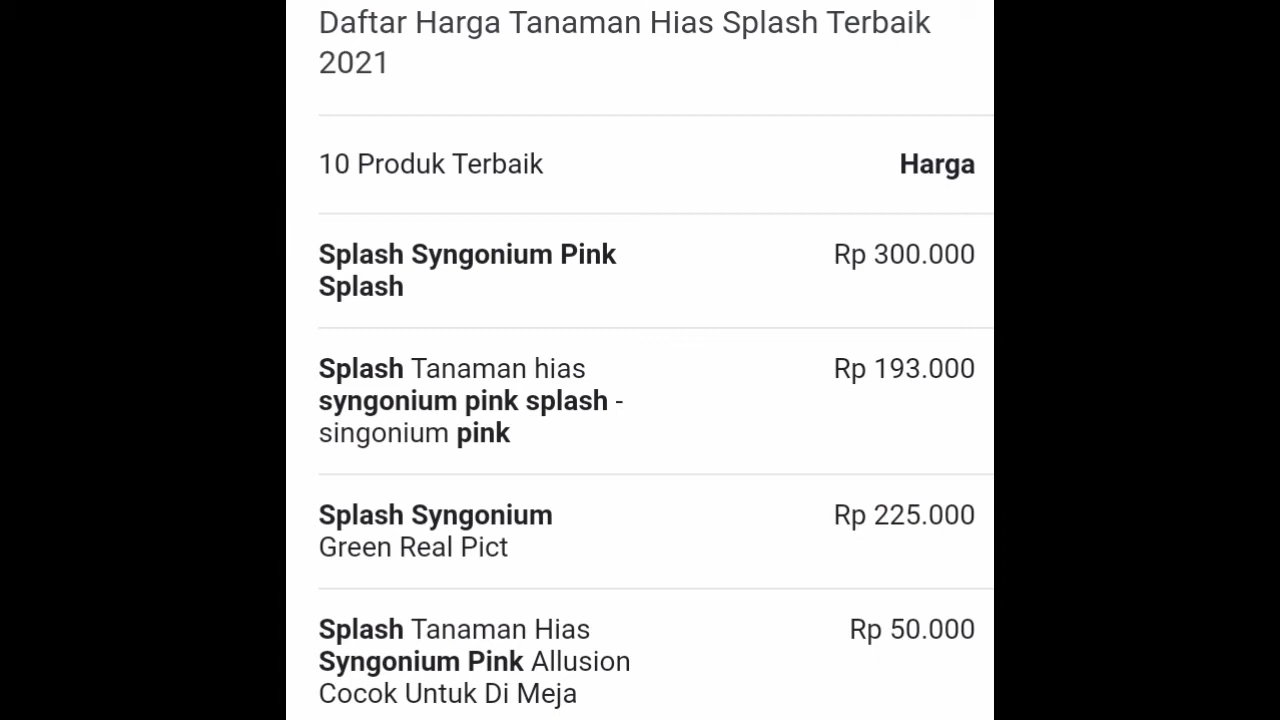 Daftar Harga Tanaman Hias Splash Terbaik
2021
10 Produk Terbaik Harga
Splash Syngonium Pink Rp 300.000
Splash
Splash Tanaman hias Rp 193.000
syngonium pink splash -
singonium pink
Splash Syngonium Rp 225.000
Green Real Pict
Splash Tanaman Hias Rp 50.000
Syngonium Pink Allusion
Cocok Untuk Di Meja